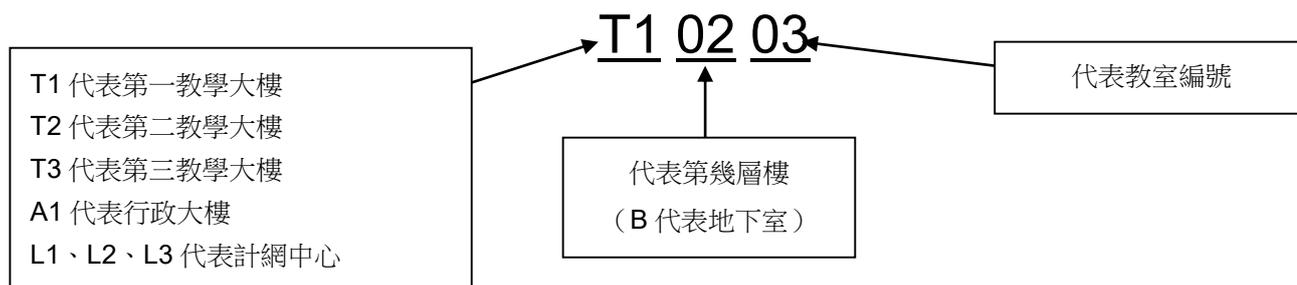 T1 02 03
T1 代表第一教學大樓
T2 代表第二教學大樓
T3 代表第三教學大樓
A1 代表行政大樓
L1、L2、L3 代表計網中心
代表第幾層樓
（B 代表地下室）
代表教室編號